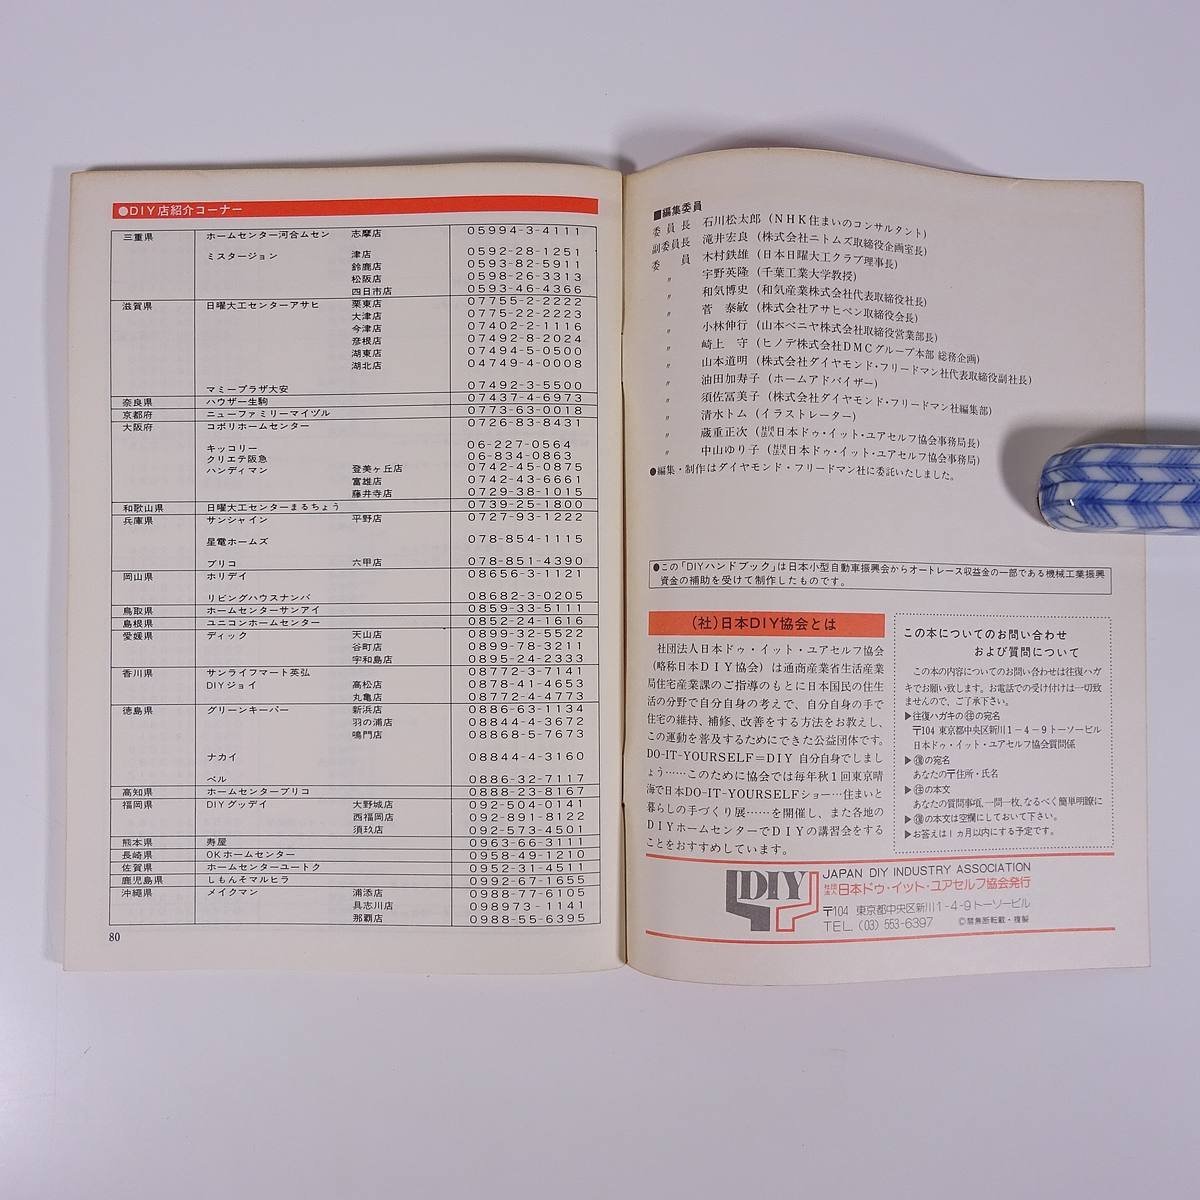 ●DIY店紹介コーナー
三重県 ホームセンター河合ムセン 志摩店 05994-3-4111
ミスタージョン 津店 0592-28-1251
鈴鹿店 0593-82-5911
松阪店 0598-26-3313
四日市店 0593-46-4366
滋賀県 日曜大工センターアサヒ 栗東店 07755-2-2222
大津店 0775-22-2223
今津店 07402-2-1116
彦根店 07492-8-2024
湖東店 07494-5-0500
湖北店 04749-4-0008
マミープラザ大安 07492-3-5500
奈良県 ハウザー生駒 07437-4-6973
京都府 ニューファミリーマイヅル 0773-63-0018
大阪府 コボリホームセンター 0726-83-8431
キッコリー 06-227-0564
クリエテ阪急 06-834-0863
ハンディマン 登美ヶ丘店 0742-45-0875
富雄店 0742-43-6661
藤井寺店 0729-38-1015
和歌山県 日曜大工センターまるちょう 0739-25-1800
兵庫県 サンシャイン 平野店 0727-93-1222
星電ホームズ 078-854-1115
ブリコ 六甲店 078-851-4390
岡山県 ホリデイ 08656-3-1121
リビングハウスナンバ 08682-3-0205
鳥取県 ホームセンターサンアイ 0859-33-5111
島根県 ユニコンホームセンター 0852-24-1616
愛媛県 ディック 天山店 0899-32-5522
谷町店 0899-78-3211
宇和島店 0895-24-2333
香川県 サンライフマート英弘 08772-3-7141
DIYジョイ 高松店 0878-41-4653
丸亀店 08772-4-4773
徳島県 グリーンキーパー 新浜店 0886-63-1134
羽の浦店 08844-4-3672
鳴門店 08868-5-7673
ナカイ 08844-4-3160
ベル 0886-32-7117
高知県 ホームセンターブリコ 0888-23-8167
福岡県 DIYグッデイ 大野城店 092-504-0141
西福岡店 092-891-8122
須玖店 092-573-4501
熊本県 寿屋 0963-66-3111
長崎県 OKホームセンター 0958-49-1210
佐賀県 ホームセンターユートク 0952-31-4511
鹿児島県 しもんそマルヒラ 0992-67-1655
沖縄県 メイクマン 浦添店 0988-77-6105
具志川店 098973-1141
那覇店 0988-55-6395
80
■編集委員
委員長 石川松太郎（NHK住まいのコンサルタント）
副委員長 滝井宏良（株式会社ニトムズ取締役企画室長）
委員 木村鉄雄（日本日曜大工クラブ理事長）
〃 宇野英隆（千葉工業大学教授）
〃 和気博史（和気産業株式会社代表取締役社長）
〃 菅　泰敏（株式会社アサヒペン取締役会長）
〃 小林伸行（山本ベニヤ株式会社取締役営業部長）
〃 崎上　守（ヒノデ株式会社DMCグループ本部 総務企画）
〃 山本道明（株式会社ダイヤモンド・フリードマン社代表取締役副社長）
〃 油田加寿子（ホームアドバイザー）
〃 須佐冨美子（株式会社ダイヤモンド・フリードマン社編集部）
〃 清水トム（イラストレーター）
〃 蔵重正次（社団法人日本ドゥ・イット・ユアセルフ協会事務局長）
〃 中山ゆり子（社団法人日本ドゥ・イット・ユアセルフ協会事務局）
●編集・制作はダイヤモンド・フリードマン社に委託いたしました。
●この「DIYハンドブック」は日本小型自動車振興会からオートレース収益金の一部である機械工業振興
資金の補助を受けて制作したものです。
（社）日本DIY協会とは
社団法人日本ドゥ・イット・ユアセルフ協会
（略称日本DIY協会）は通商産業省生活産業
局住宅産業課のご指導のもとに日本国民の住生
活の分野で自分自身の考えで、自分自身の手で
住宅の維持、補修、改善をする方法をお教えし、
この運動を普及するためにできた公益団体です。
DO-IT-YOURSELF=DIY 自分自身でしまし
ょう……このために協会では毎年秋1回東京晴
海で日本DO-IT-YOURSELFショー…住まいと
暮らしの手づくり展……を開催し、また各地の
DIYホームセンターでDIYの講習会をする
ことをおすすめしています。
この本についてのお問い合わせ
および質問について
この本の内容についてのお問い合わせは往復ハガ
キでお願い致します。お電話での受け付けは一切致
しませんので、ご了承下さい。
▶往復ハガキの㊟の宛名
〒104 東京都中央区新川1-4-9トーソービル
日本ドゥ・イット・ユアセルフ協会質問係
▶の宛名
あなたの〒住所・氏名
▶の本文
あなたの質問事項、一問一枚、なるべく簡単明瞭に
▶の本文は空欄にしておいて下さい。
▶お答えは1ヵ月以内にする予定です。
DIY
JAPAN DIY INDUSTRY ASSOCIATION
社団法人日本ドゥ・イット・ユアセルフ協会発行
〒104 東京都中央区新川1-4-9トーソービル
TEL.（03）553-6397 ©禁無断転載・複製